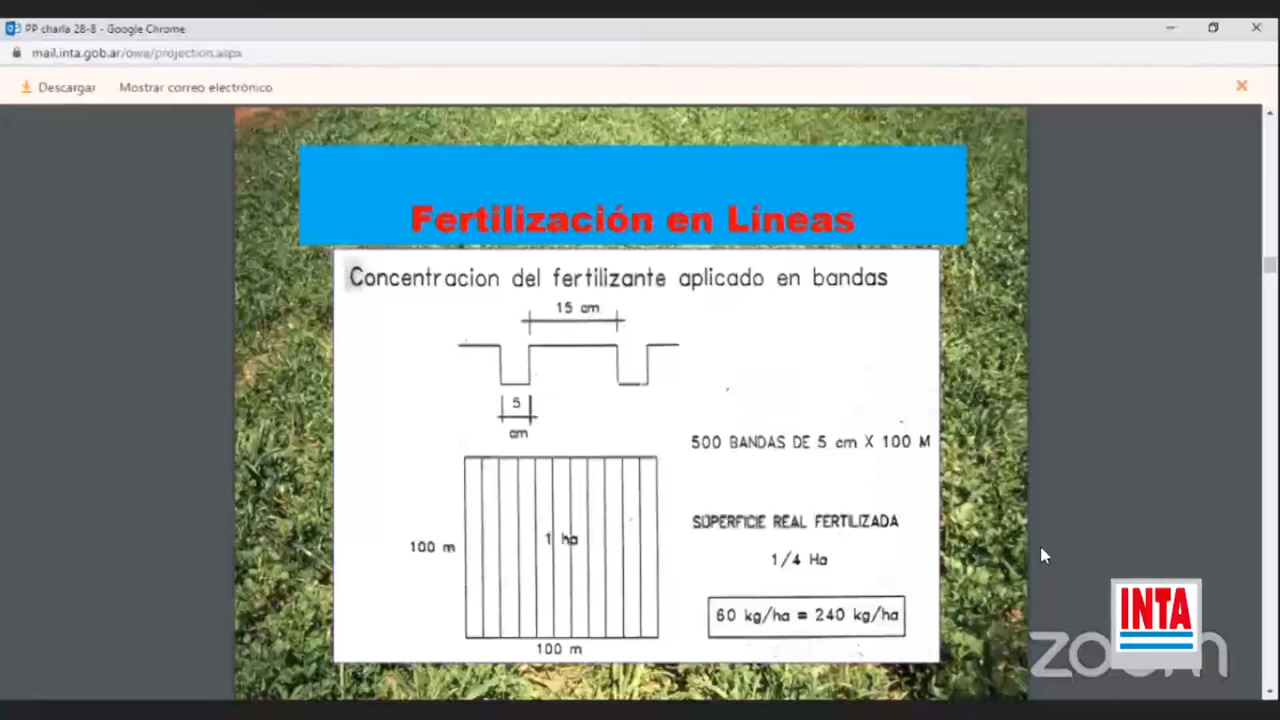 PP charla 28-8 - Google Chrome
mail.inta.gob.ar/owa/projection.aspx
Descargar Mostrar correo electrónico
Fertilización en Líneas
Concentracion del fertilizante aplicado en bandas
15 cm
5
cm
500 BANDAS DE 5 cm X 100 M
SUPERFICIE REAL FERTILIZADA
1 ha
100 m
1/4 Ha
60 kg/ha = 240 kg/ha
100 m
INTA
zoom